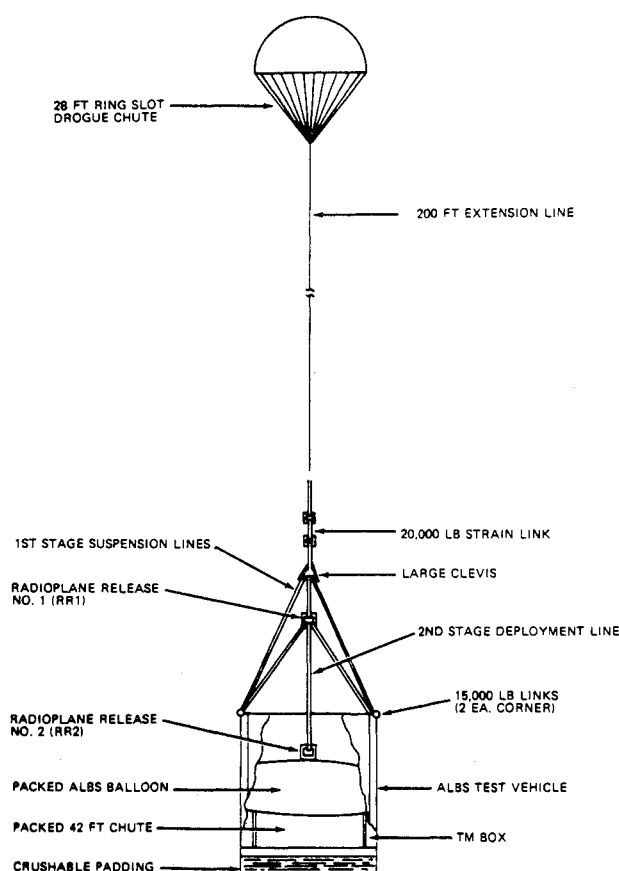 28 FT RING SLOT
DROGUE CHUTE
200 FT EXTENSION LINE
20,000 LB STRAIN LINK
1ST STAGE SUSPENSION LINES
LARGE CLEVIS
RADIOPLANE RELEASE
NO. 1 (RR1)
2ND STAGE DEPLOYMENT LINE
15,000 LB LINKS
(2 EA. CORNER)
RADIOPLANE RELEASE
NO. 2 (RR2)
PACKED ALBS BALLOON
ALBS TEST VEHICLE
PACKED 42 FT CHUTE
TM BOX
CRUSHABLE PADDING